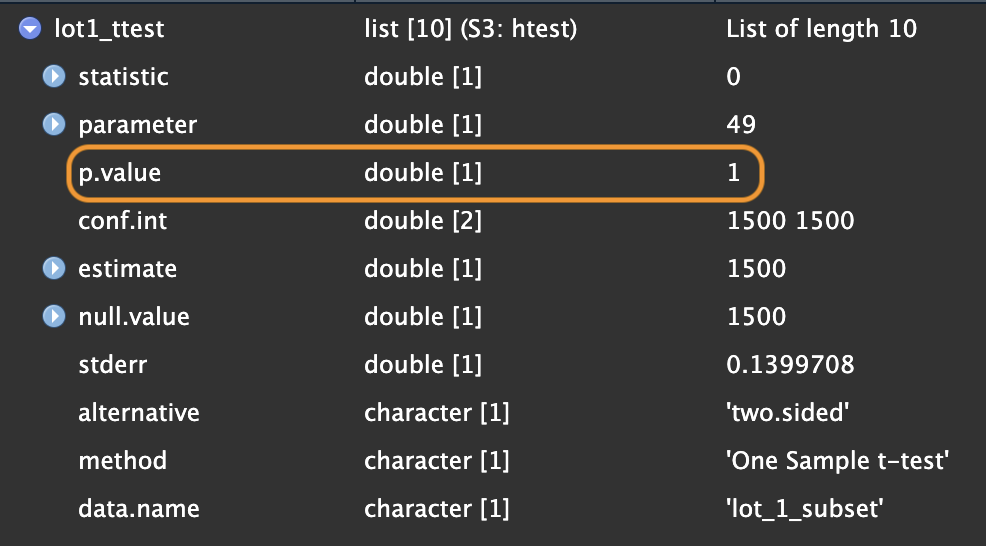 lot1_ttest list [10] (S3: htest) List of length 10
statistic double [1] 0
parameter double [1] 49
p.value double [1] 1
conf.int double [2] 1500 1500
estimate double [1] 1500
null.value double [1] 1500
stderr double [1] 0.1399708
alternative character [1] 'two.sided'
method character [1] 'One Sample t-test'
data.name character [1] 'lot_1_subset'